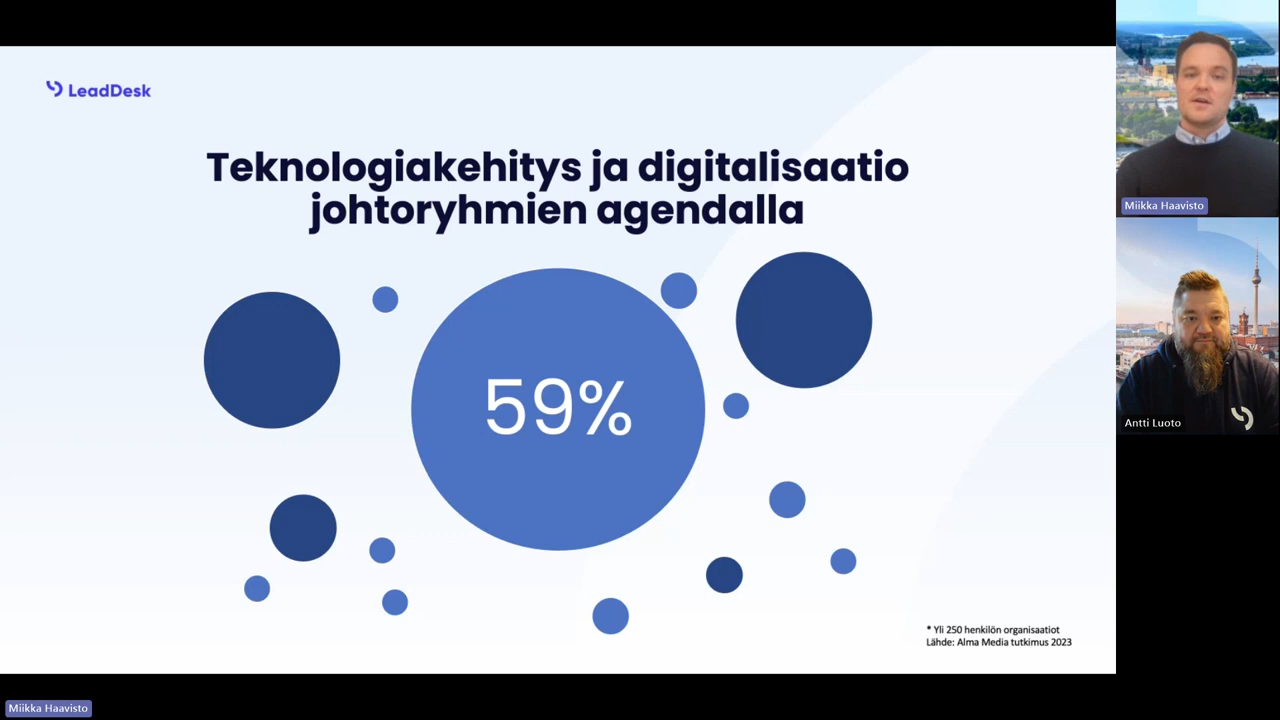 LeadDesk
Teknologiakehitys ja digitalisaatio
johtoryhmien agendalla
59%
* Yli 250 henkilön organisaatiot
Lähde: Alma Media tutkimus 2023
Miikka Haavisto
Antti Luoto
Miikka Haavisto